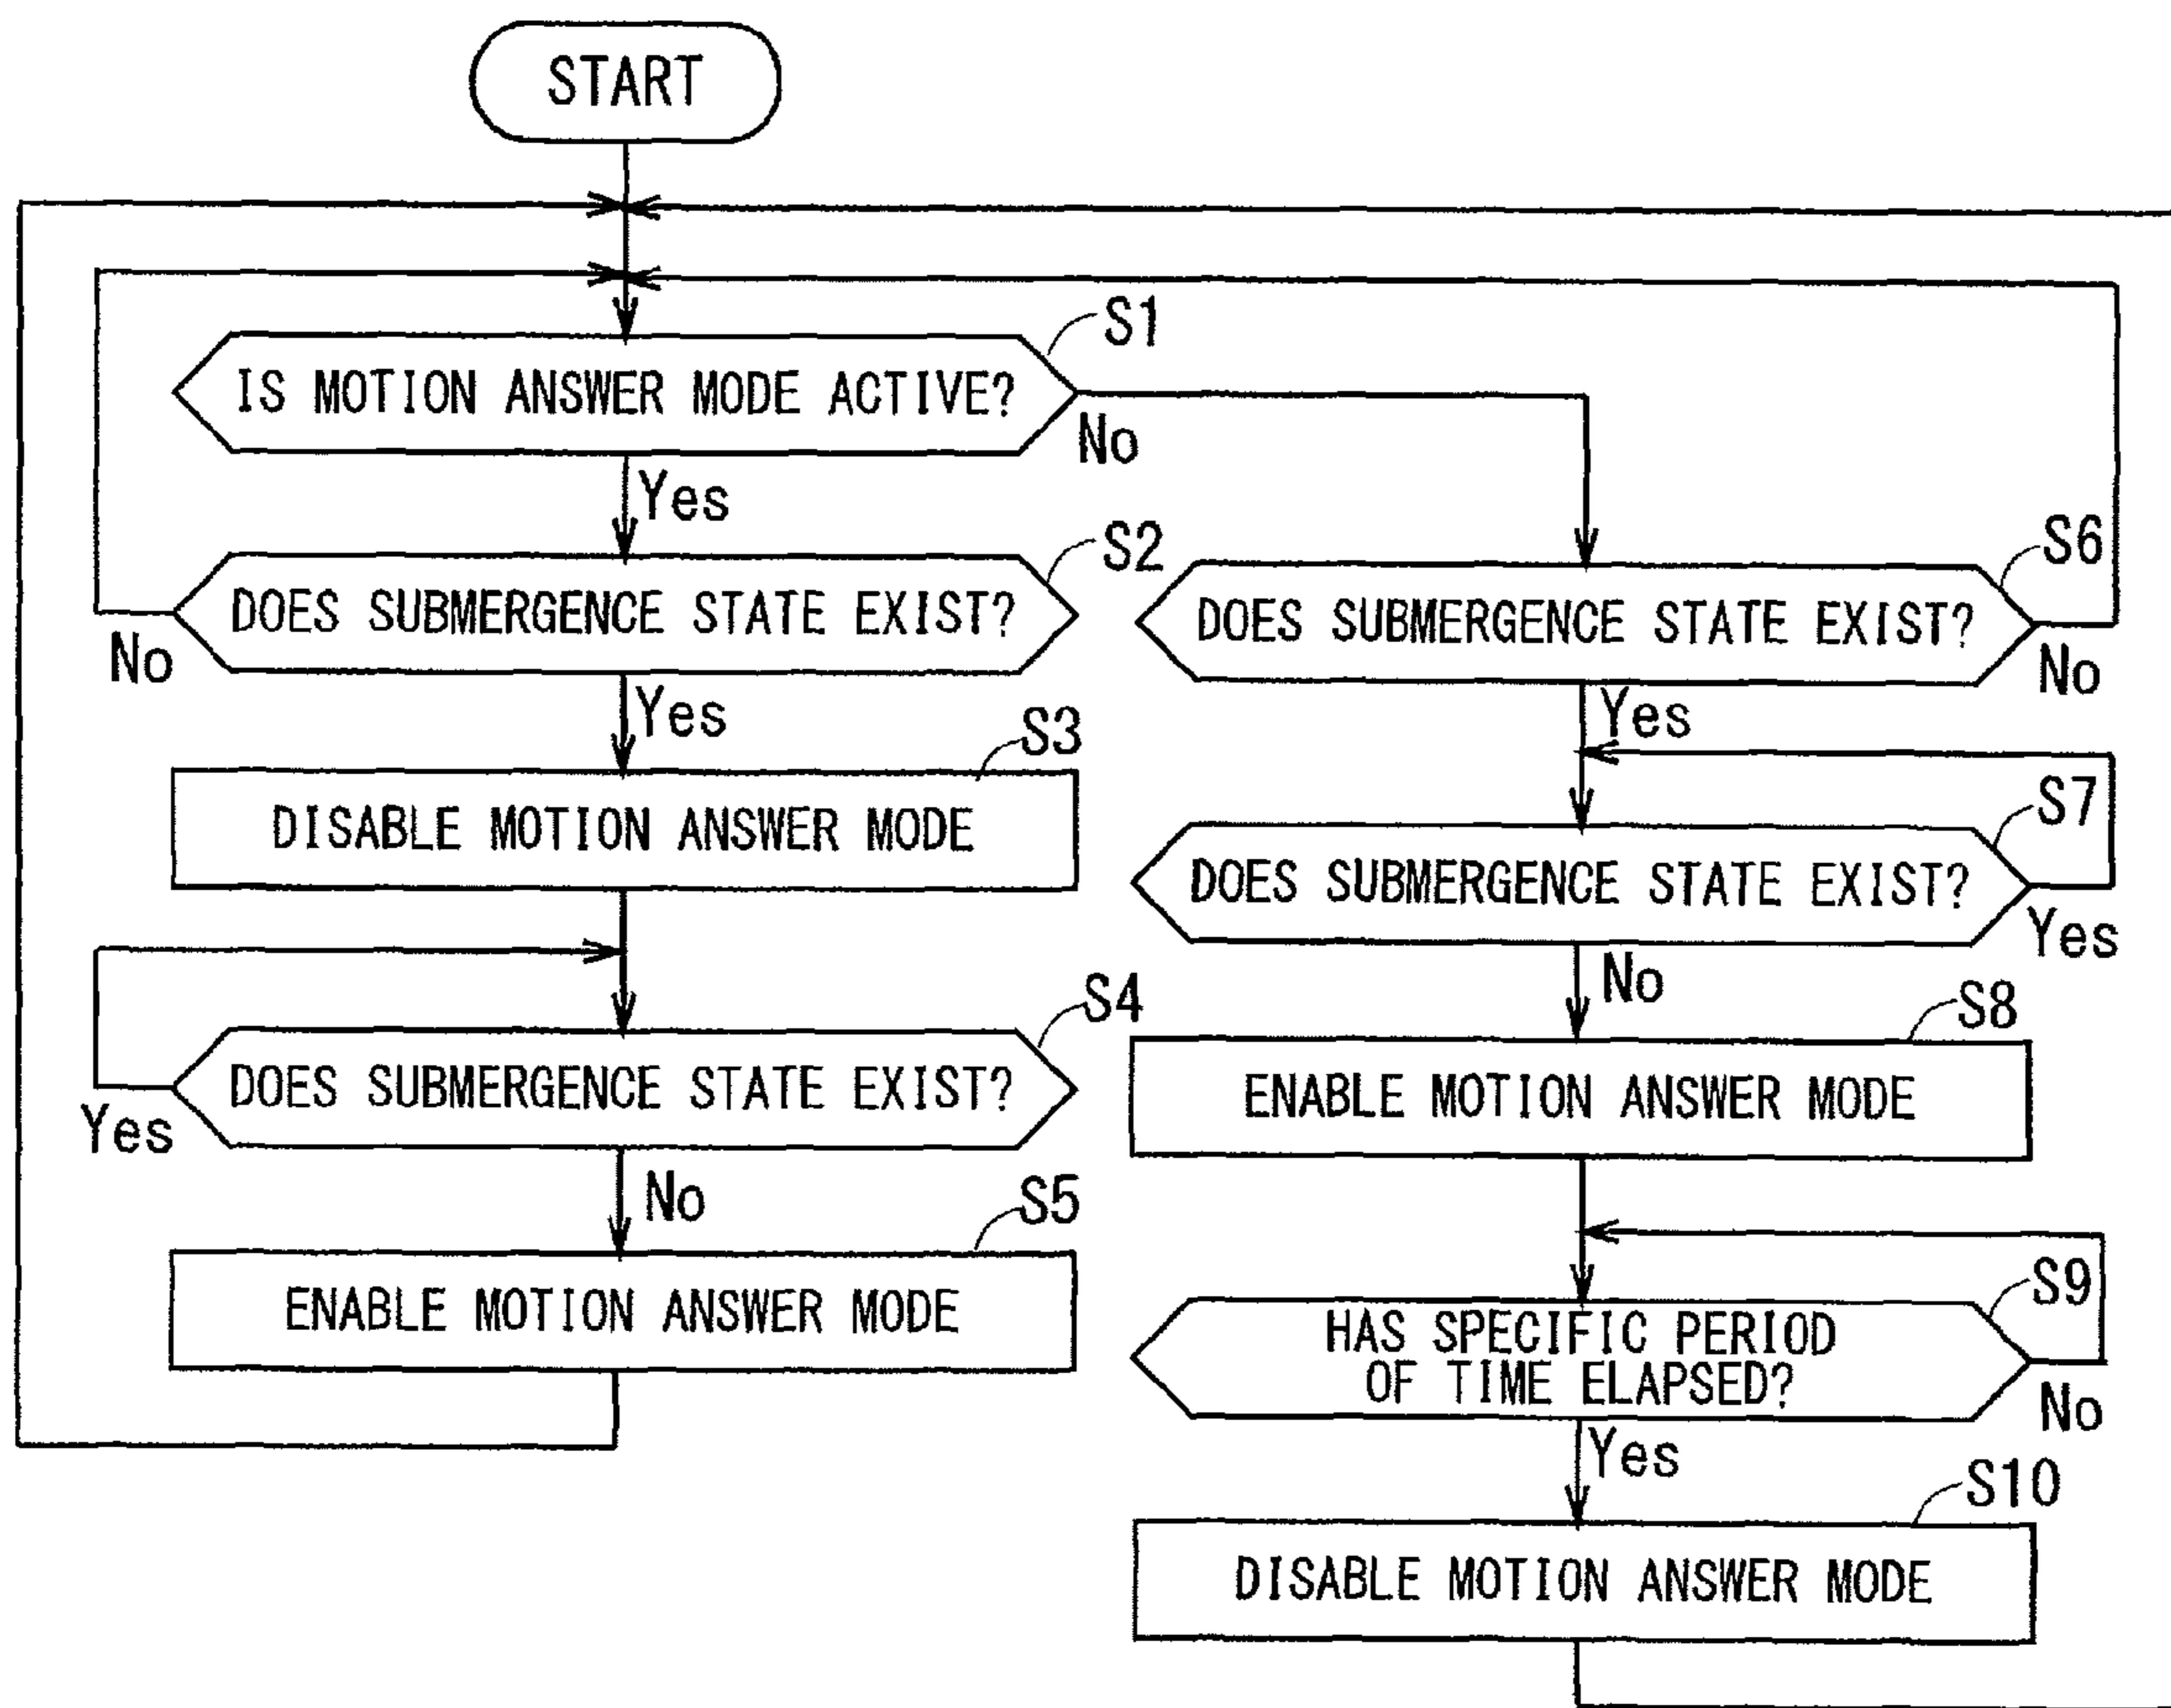 START
S1
IS MOTION ANSWER MODE ACTIVE?
No
Yes
S2
DOES SUBMERGENCE STATE EXIST?
No
Yes
S3
DISABLE MOTION ANSWER MODE
S4
DOES SUBMERGENCE STATE EXIST?
Yes
No
S5
ENABLE MOTION ANSWER MODE
S6
DOES SUBMERGENCE STATE EXIST?
No
Yes
S7
DOES SUBMERGENCE STATE EXIST?
Yes
No
S8
ENABLE MOTION ANSWER MODE
S9
HAS SPECIFIC PERIOD
OF TIME ELAPSED?
No
Yes
S10
DISABLE MOTION ANSWER MODE